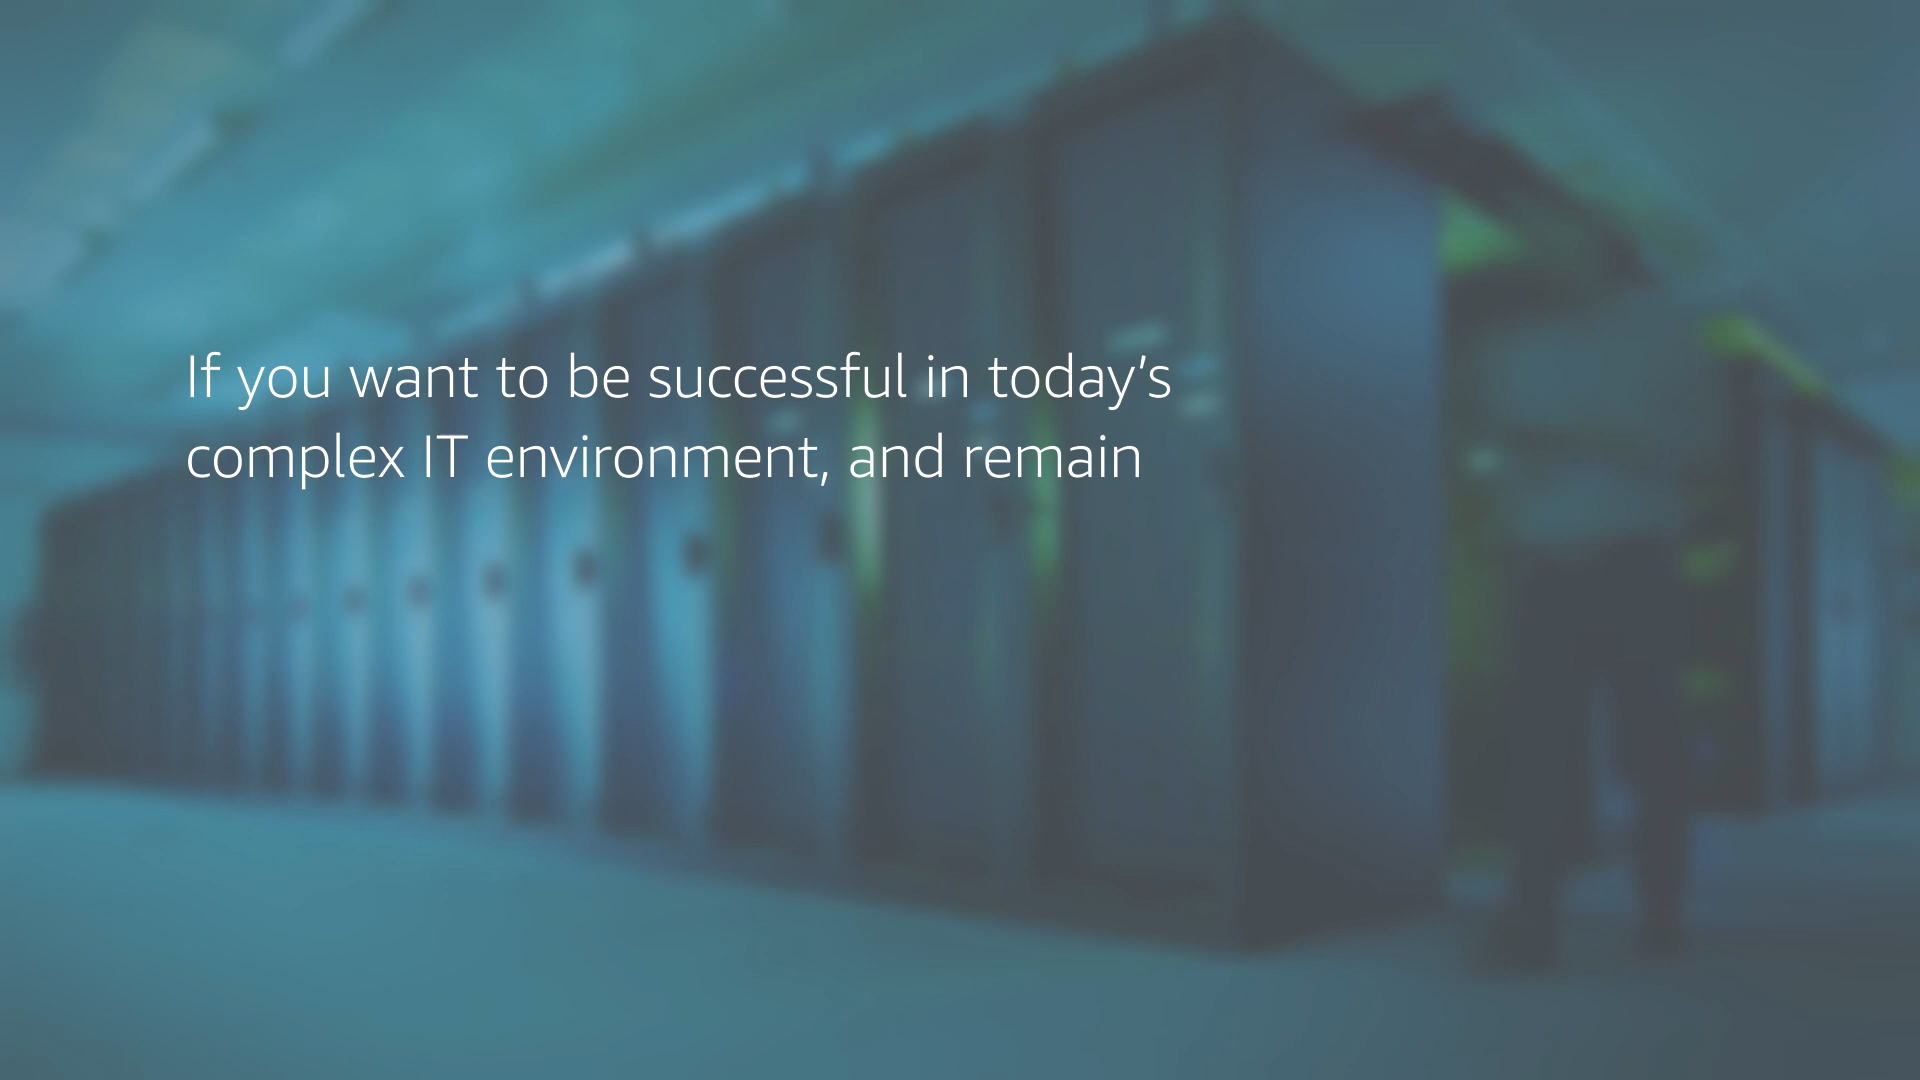 If you want to be successful in today’s
complex IT environment, and remain